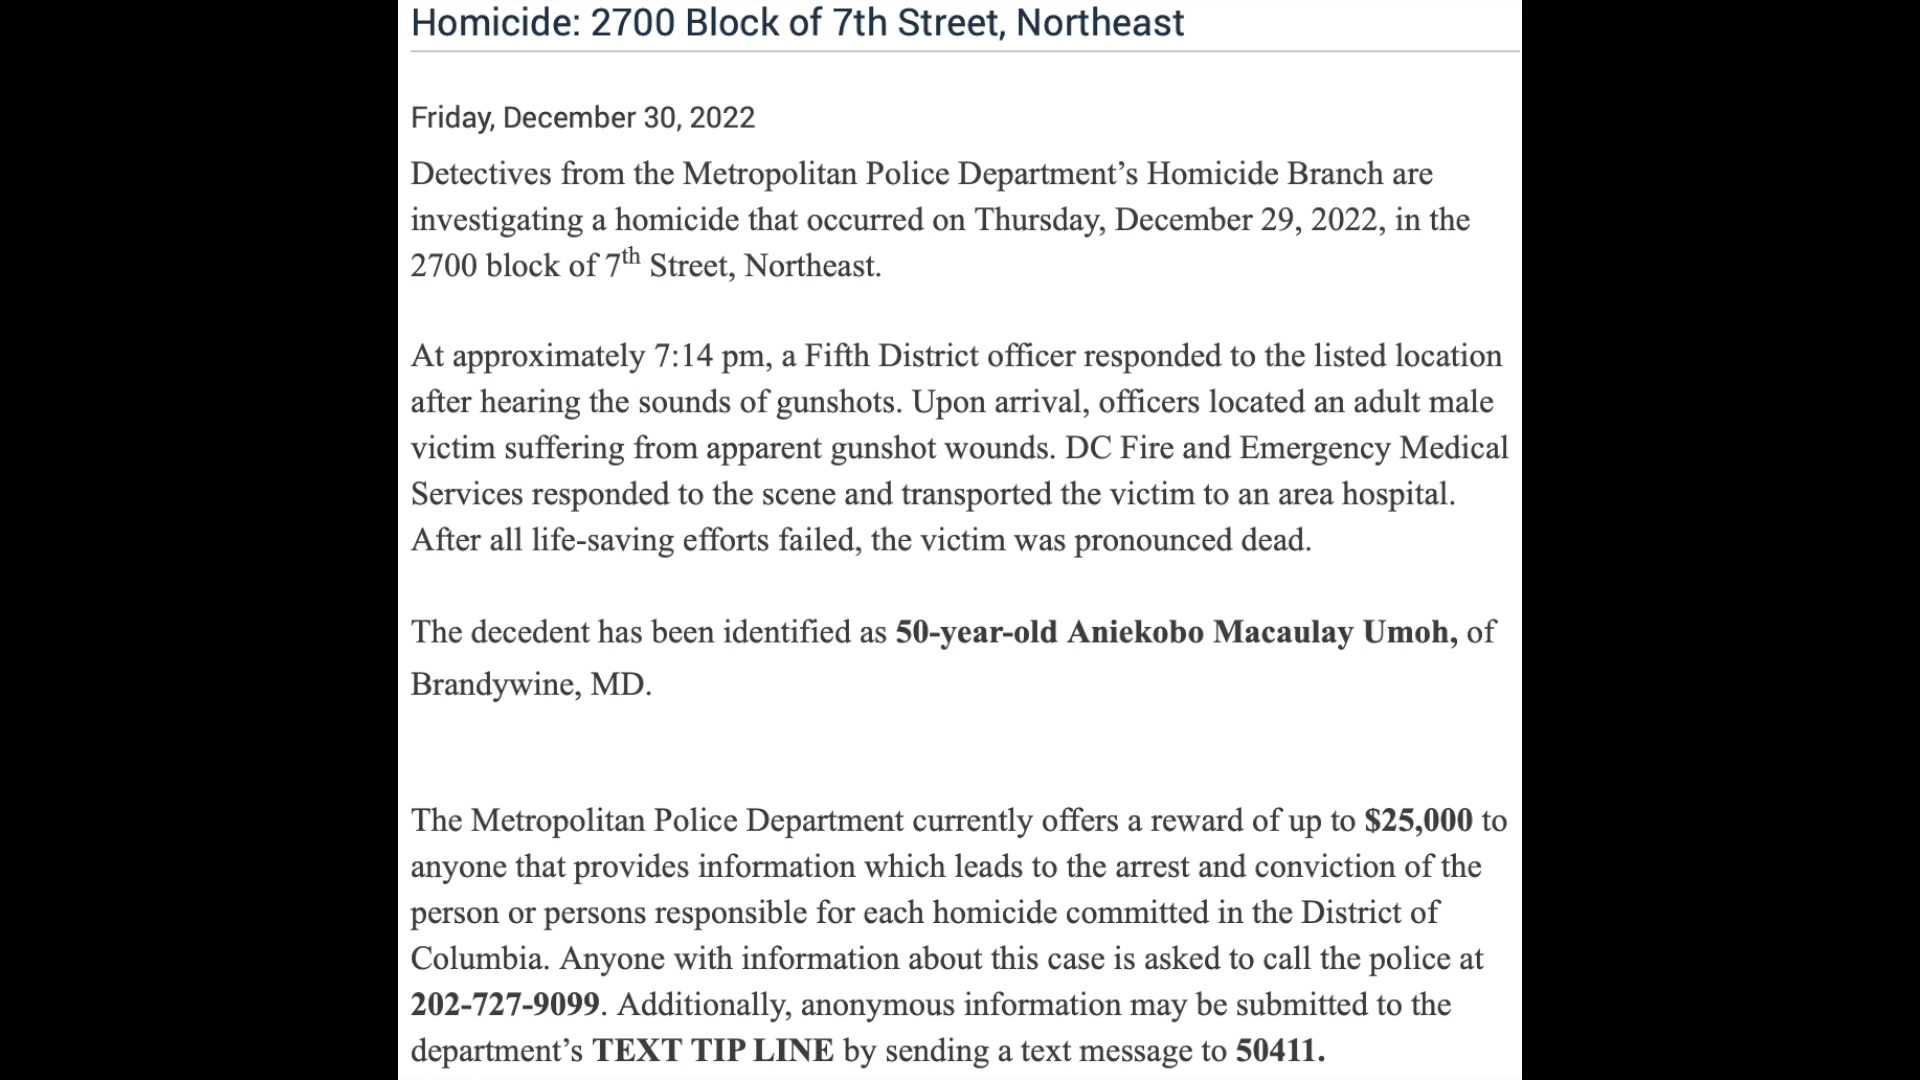 Homicide: 2700 Block of 7th Street, Northeast
Friday, December 30, 2022
Detectives from the Metropolitan Police Department’s Homicide Branch are
investigating a homicide that occurred on Thursday, December 29, 2022, in the
2700 block of 7th Street, Northeast.
At approximately 7:14 pm, a Fifth District officer responded to the listed location
after hearing the sounds of gunshots. Upon arrival, officers located an adult male
victim suffering from apparent gunshot wounds. DC Fire and Emergency Medical
Services responded to the scene and transported the victim to an area hospital.
After all life-saving efforts failed, the victim was pronounced dead.
The decedent has been identified as 50-year-old Aniekobo Macaulay Umoh, of
Brandywine, MD.
The Metropolitan Police Department currently offers a reward of up to $25,000 to
anyone that provides information which leads to the arrest and conviction of the
person or persons responsible for each homicide committed in the District of
Columbia. Anyone with information about this case is asked to call the police at
202-727-9099. Additionally, anonymous information may be submitted to the
department’s TEXT TIP LINE by sending a text message to 50411.